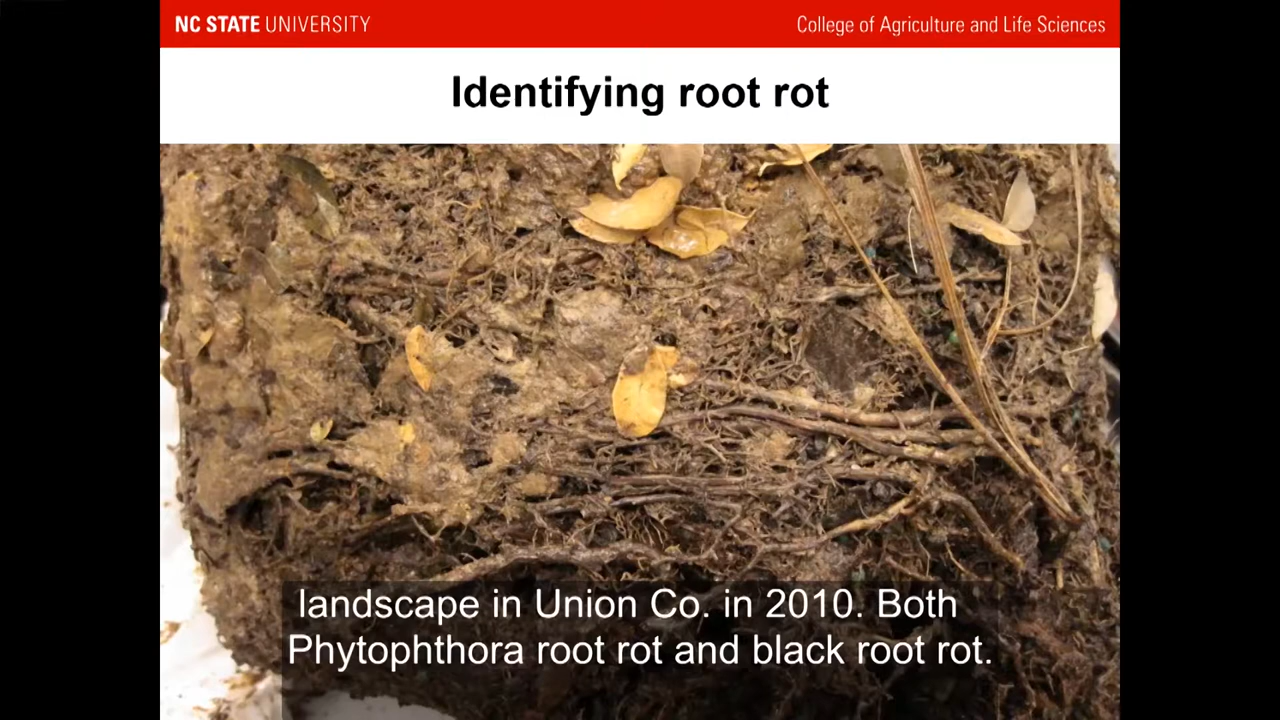 NC STATE UNIVERSITY
College of Agriculture and Life Sciences
Identifying root rot
landscape in Union Co. in 2010. Both
Phytophthora root rot and black root rot.